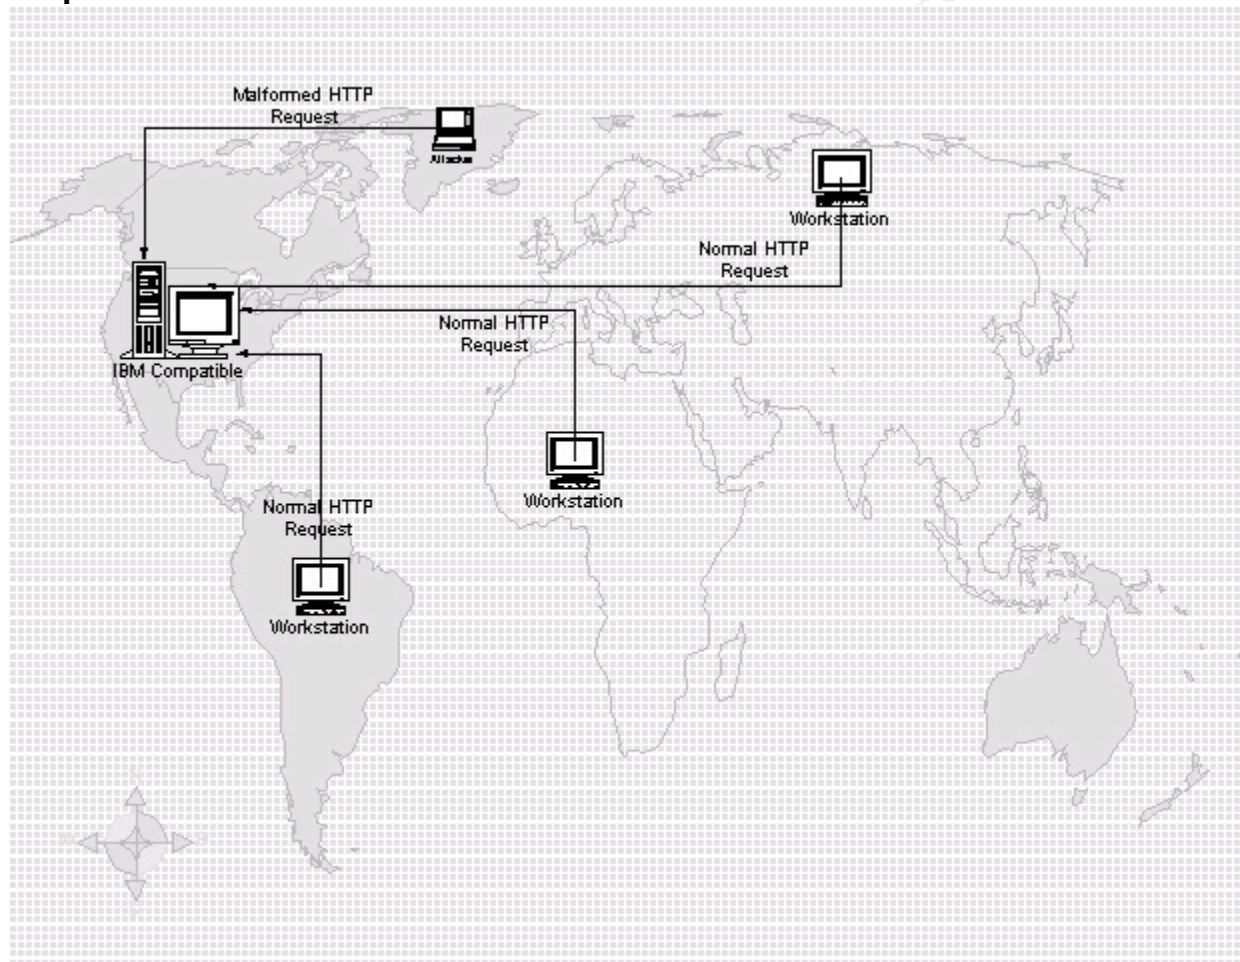 Malformed HTTP
Request
Attacker
Workstation
Normal HTTP
Request
Normal HTTP
Request
IBM Compatible
Workstation
Normal HTTP
Request
Workstation